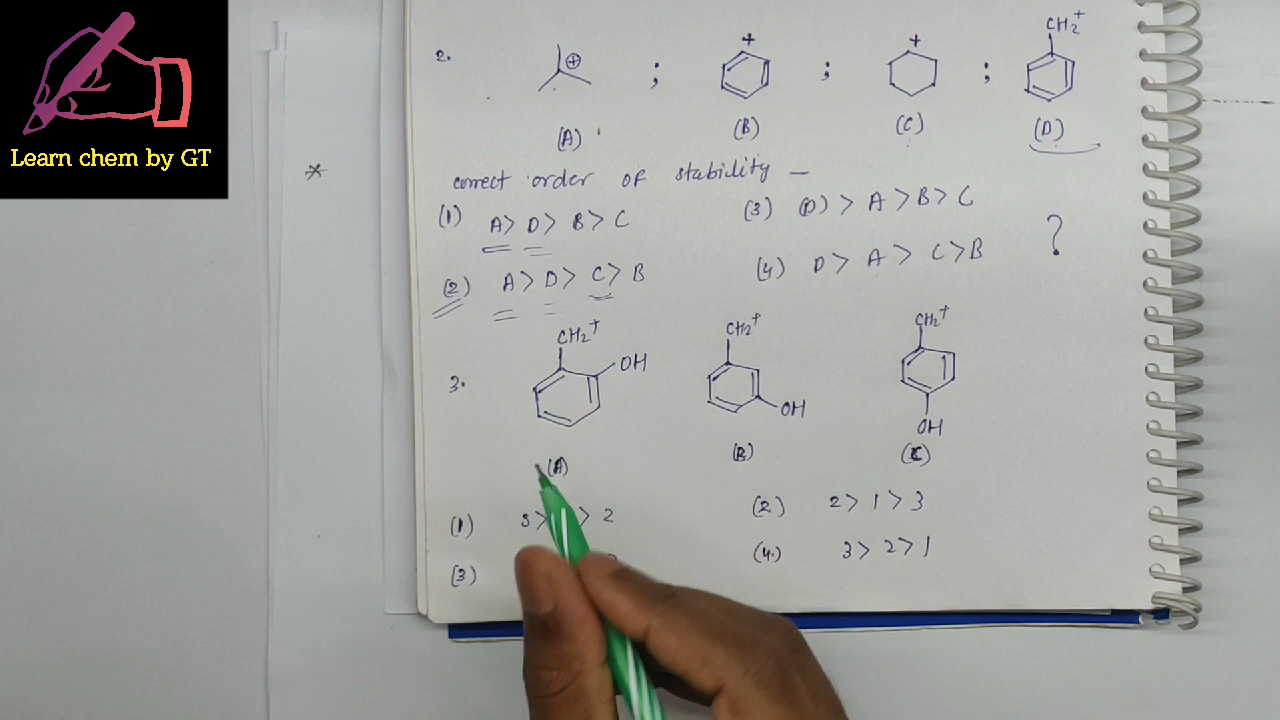 Learn chem by GT
2.
⊕ ; + ; + ; CH2+
(A) (B) (C) (D)
*
correct order of stability —
(1) A > D > B > C (3) (D) > A > B > C
?
(2) A > D > C > B (4) D > A > C > B
3.
CH2+ OH CH2+ OH CH2+ OH
(A) (B) (C)
(1) 3 > > 2 (2) 2 > 1 > 3
(3) (4.) 3 > 2 > 1